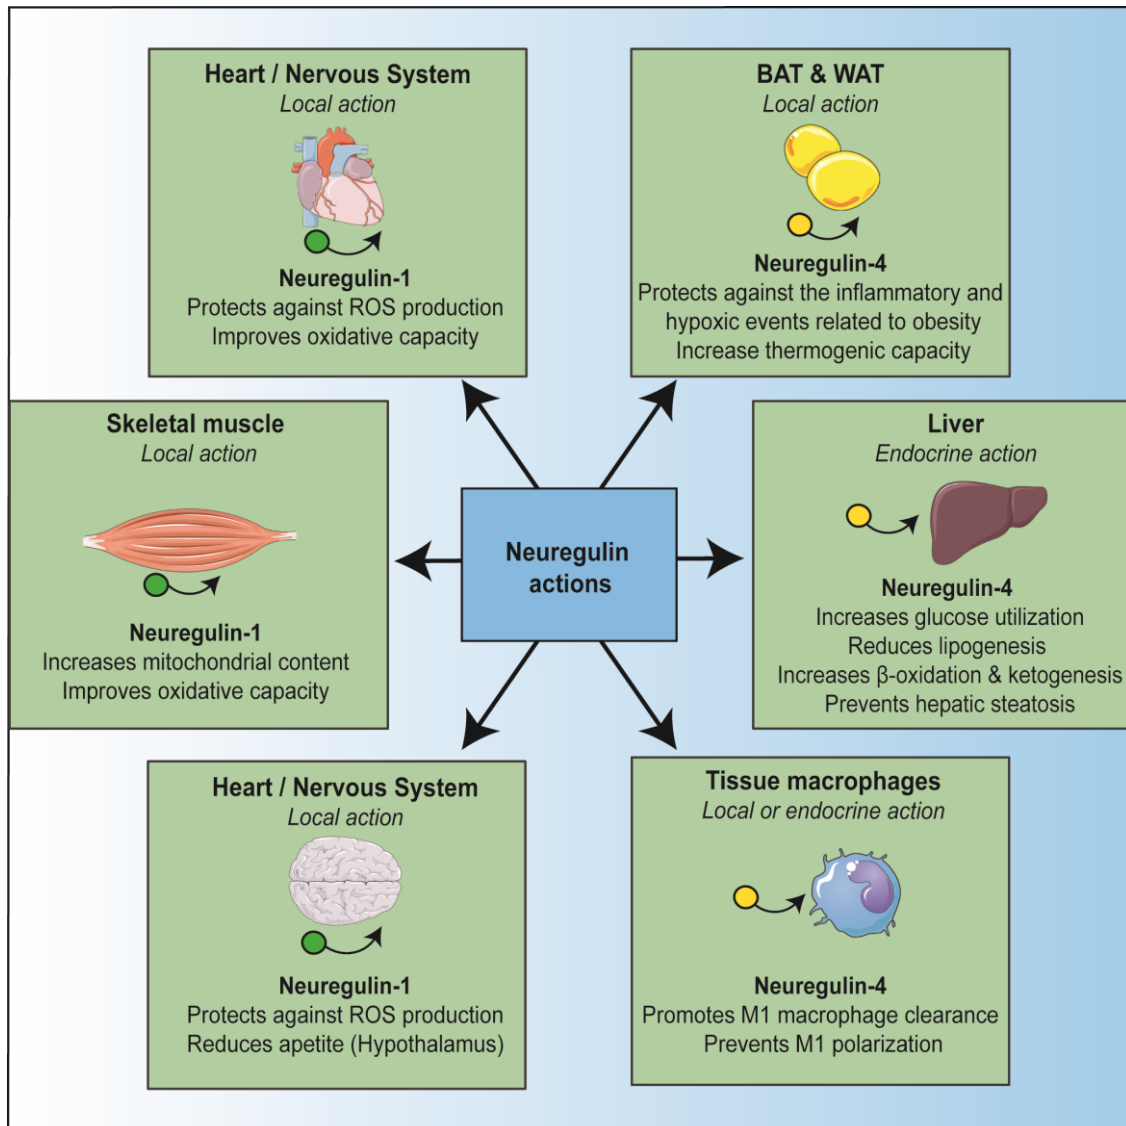 Heart / Nervous System
Local action
Neuregulin-1
Protects against ROS production
Improves oxidative capacity
BAT & WAT
Local action
Neuregulin-4
Protects against the inflammatory and
hypoxic events related to obesity
Increase thermogenic capacity
Skeletal muscle
Local action
Neuregulin-1
Increases mitochondrial content
Improves oxidative capacity
Neuregulin
actions
Liver
Endocrine action
Neuregulin-4
Increases glucose utilization
Reduces lipogenesis
Increases β-oxidation & ketogenesis
Prevents hepatic steatosis
Heart / Nervous System
Local action
Neuregulin-1
Protects against ROS production
Reduces apetite (Hypothalamus)
Tissue macrophages
Local or endocrine action
Neuregulin-4
Promotes M1 macrophage clearance
Prevents M1 polarization